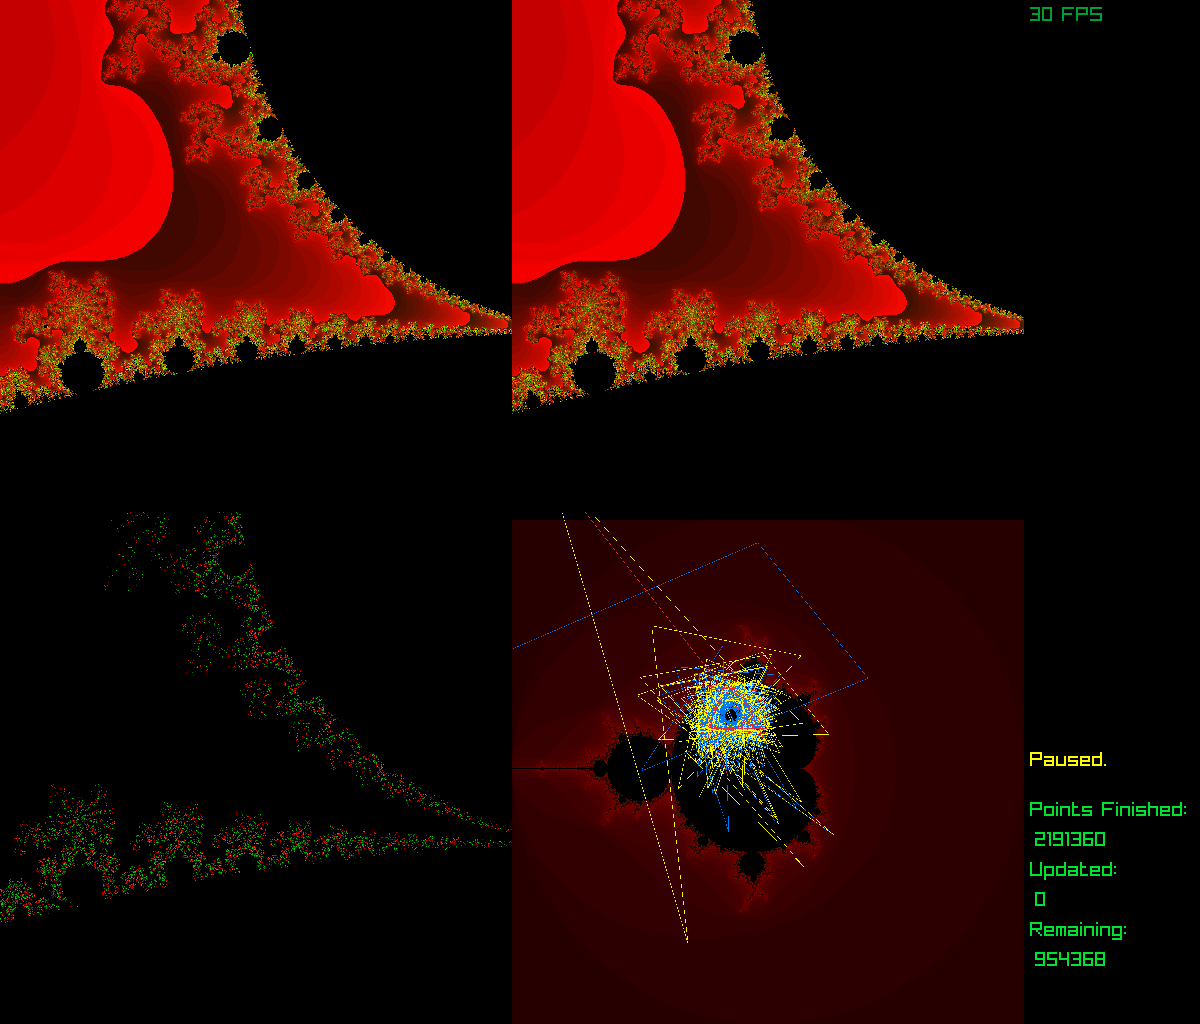 30 FPS
Paused.
Points Finished:
2191360
Updated:
0
Remaining:
954368